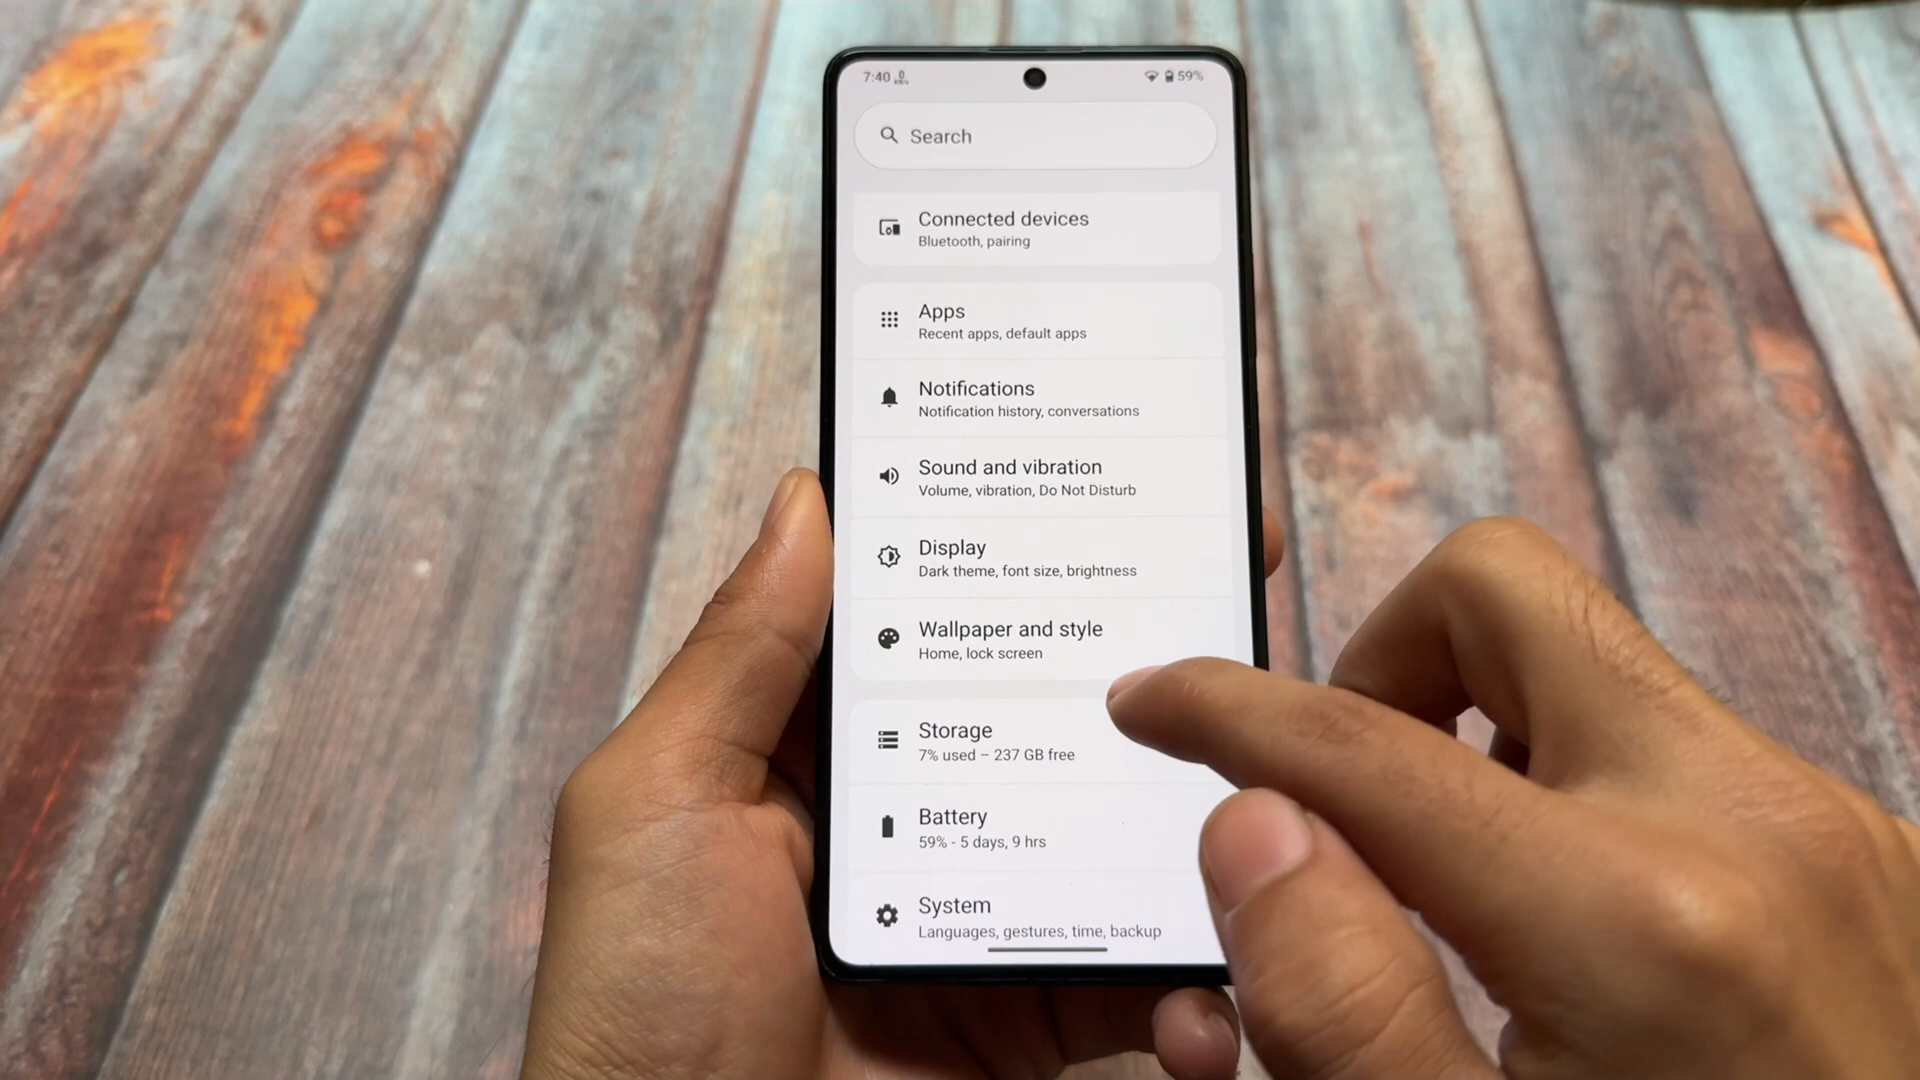 7:40 0 KB/s 59%
Search
Connected devices
Bluetooth, pairing
Apps
Recent apps, default apps
Notifications
Notification history, conversations
Sound and vibration
Volume, vibration, Do Not Disturb
Display
Dark theme, font size, brightness
Wallpaper and style
Home, lock screen
Storage
7% used – 237 GB free
Battery
59% - 5 days, 9 hrs
System
Languages, gestures, time, backup